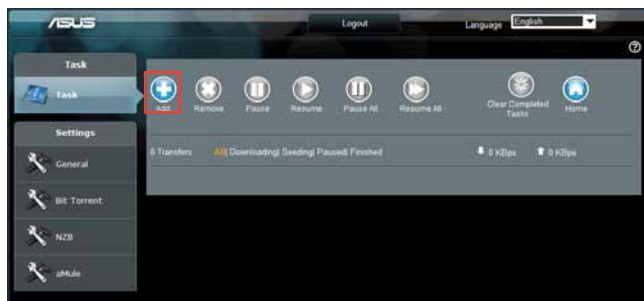 ASUS
Logout
Language English
Task
Task
Settings
General
Bit Torrent
NZB
aMule
Add
Remove
Pause
Resume
Pause All
Resume All
Clear Completed
Tasks
Home
0 Transfers All| Downloading| Seeding| Paused| Finished 0 KBps 0 KBps